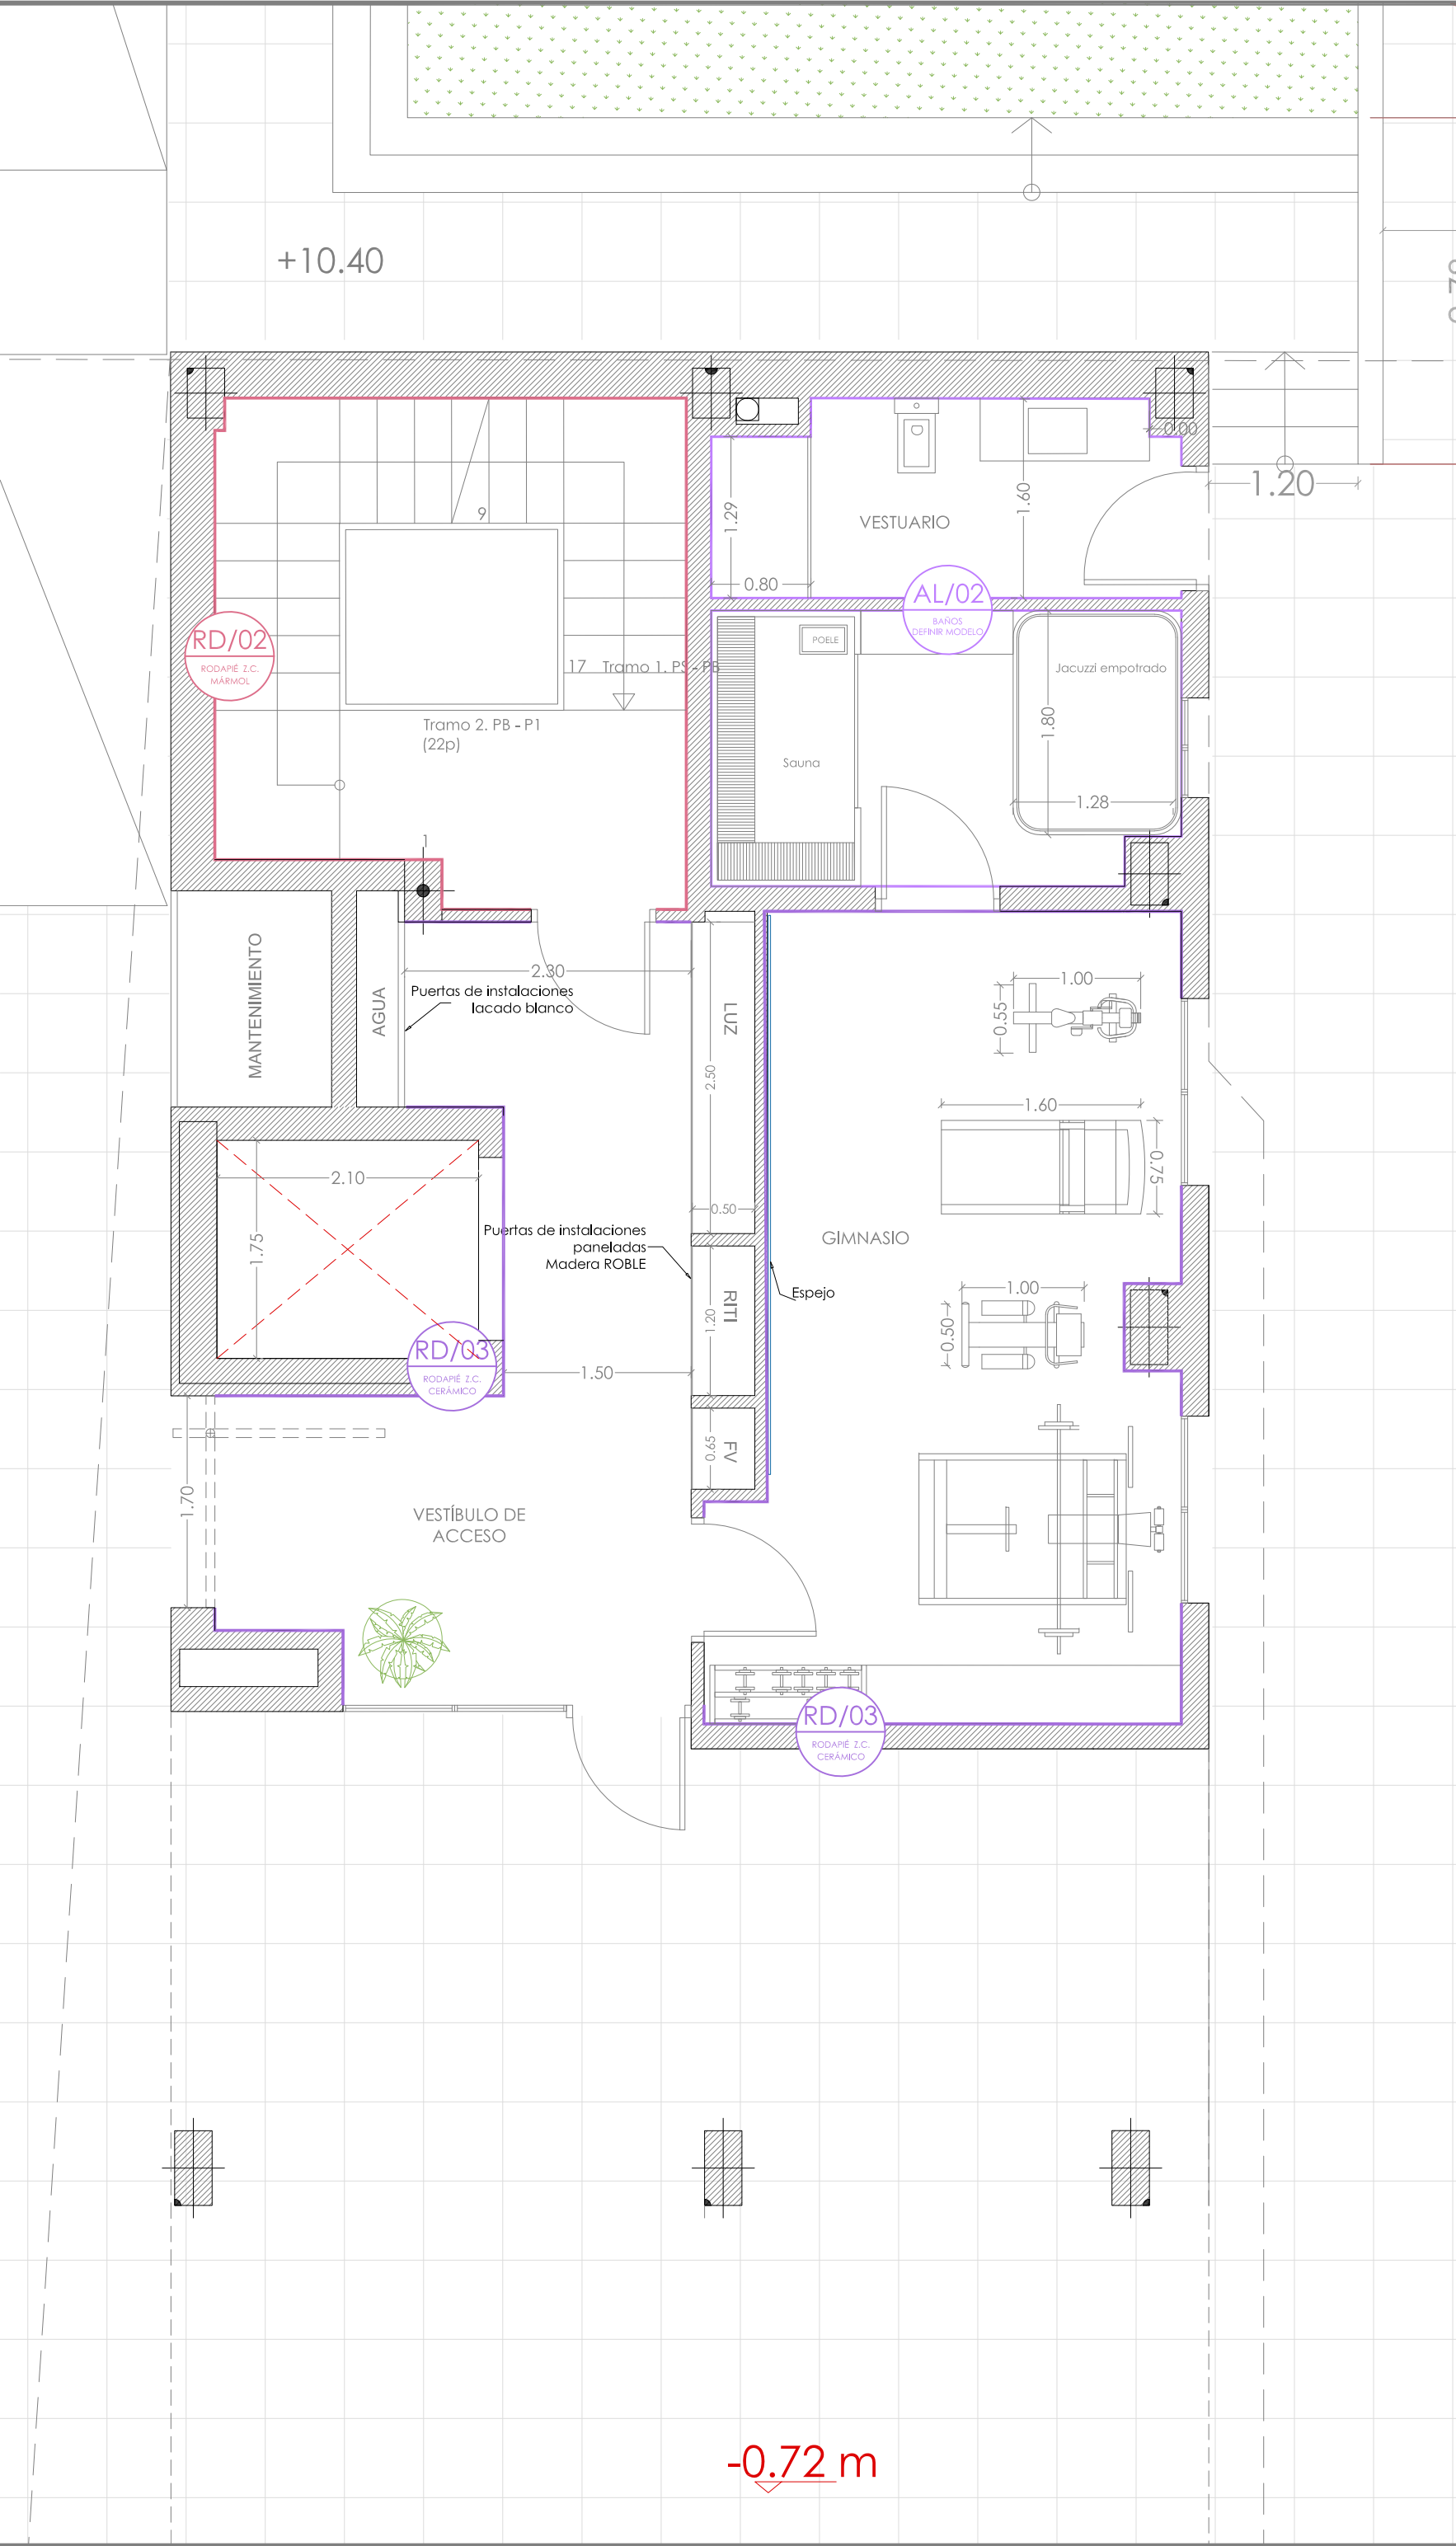 +10.40
0.00
1.20
9
1.29
1.60
VESTUARIO
0.80
AL/02
BAÑOS
DEFINIR MODELO
RD/02
RODAPIÉ Z.C.
MÁRMOL
POELE
17
Tramo 1. PS - PB
Jacuzzi empotrado
Tramo 2. PB - P1
(22p)
1.80
Sauna
1.28
1
MANTENIMIENTO
AGUA
2.30
Puertas de instalaciones
lacado blanco
LUZ
2.50
1.00
0.55
1.60
0.75
2.10
1.75
0.50
Puertas de instalaciones
paneladas
Madera ROBLE
GIMNASIO
RITI
1.20
Espejo
1.00
0.50
RD/03
RODAPIÉ Z.C.
CERÁMICO
1.50
FV
0.65
1.70
VESTÍBULO DE
ACCESO
RD/03
RODAPIÉ Z.C.
CERÁMICO
-0.72 m